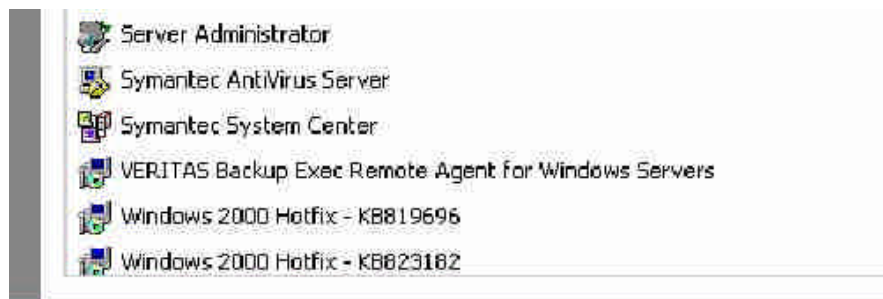 Server Administrator
Symantec AntiVirus Server
Symantec System Center
VERITAS Backup Exec Remote Agent for Windows Servers
Windows 2000 Hotfix - KB819696
Windows 2000 Hotfix - KB823182